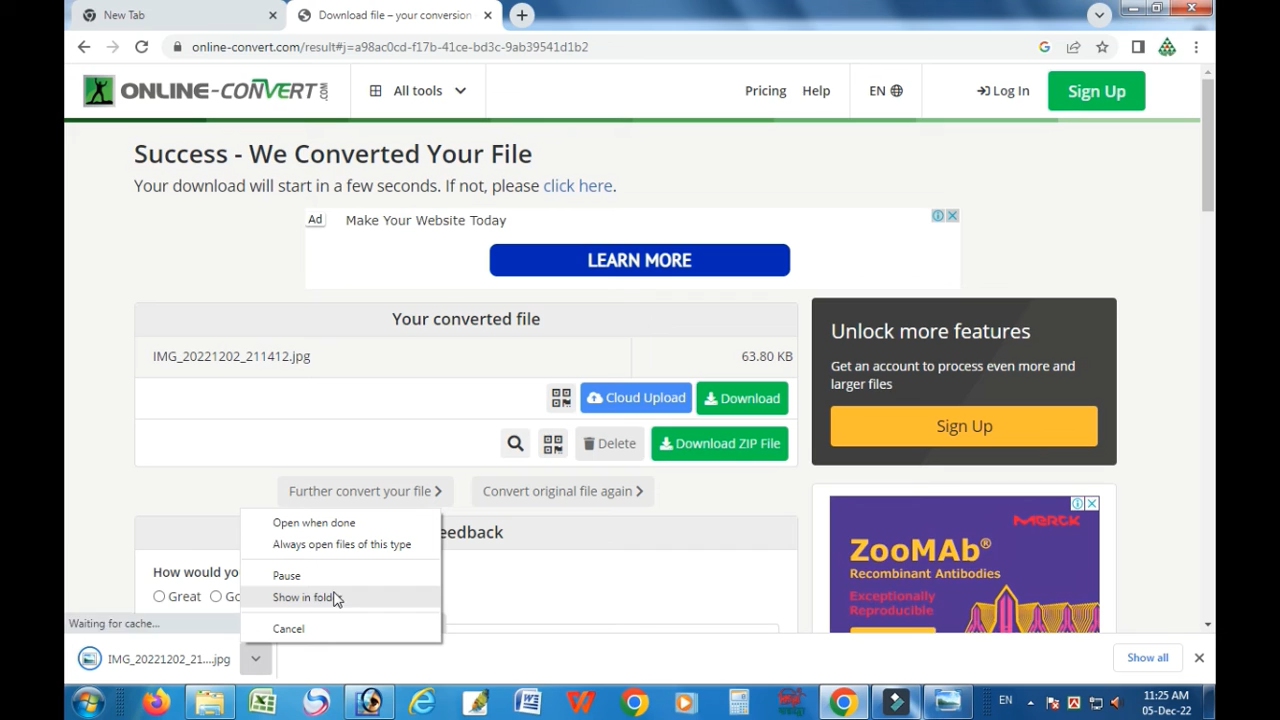 New Tab
Download file – your conversion
online-convert.com/result#j=a98ac0cd-f17b-41ce-bd3c-9ab39541d1b2
ONLINE-CONVERT.COM
All tools
Pricing
Help
EN
Log In
Sign Up
Success - We Converted Your File
Your download will start in a few seconds. If not, please click here.
Ad
Make Your Website Today
LEARN MORE
Your converted file
IMG_20221202_211412.jpg
63.80 KB
Cloud Upload
Download
Delete
Download ZIP File
Further convert your file
Convert original file again
Unlock more features
Get an account to process even more and
larger files
Sign Up
eedback
How would yo
Great
Go
Open when done
Always open files of this type
Pause
Show in
Cancel
MERCK
ZooMAb®
Recombinant Antibodies
Exceptionally
Reproducible
Waiting for cache...
IMG_20221202_21....jpg
Show all
EN
11:25 AM
05-Dec-22